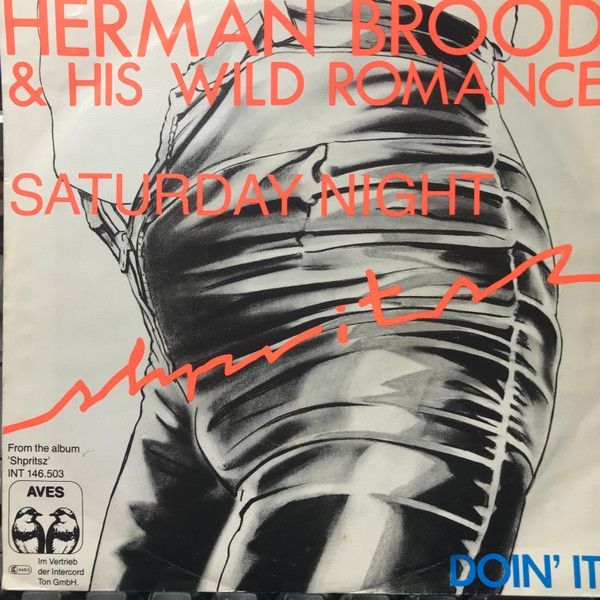 HERMAN BROOD
& HIS WILD ROMANCE
SATURDAY NIGHT
shpritsz
From the album
'Shpritsz'
INT 146.503
AVES
Im Vertrieb
der Intercord
Ton GmbH.
DOIN' IT